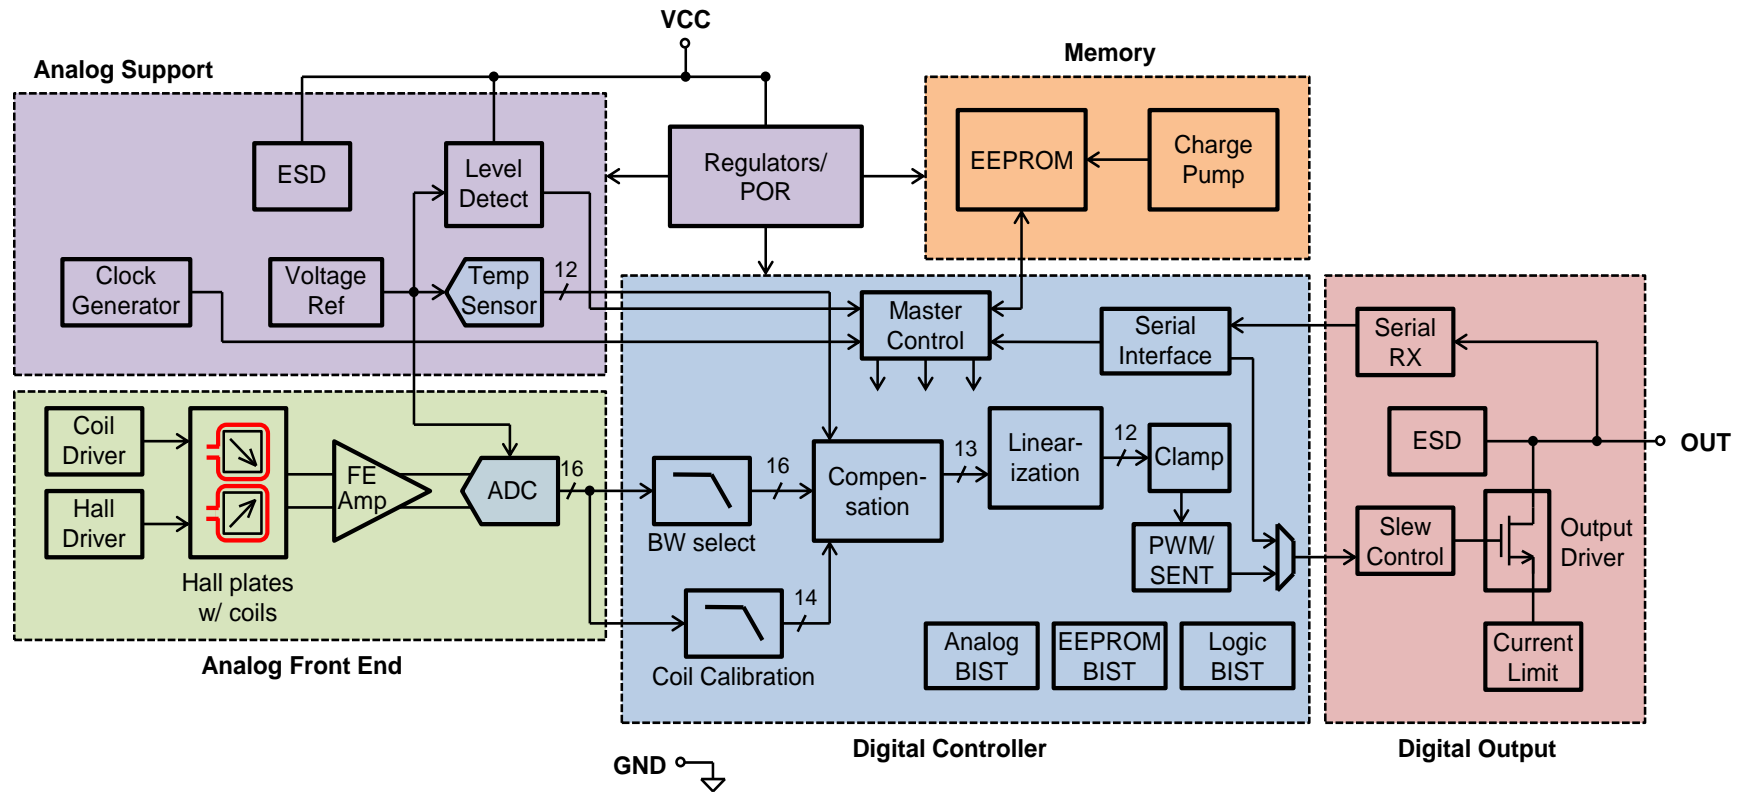 VCC
Analog Support
Memory
ESD
Level
Detect
Regulators/
POR
EEPROM
Charge
Pump
Clock
Generator
Voltage
Ref
Temp
Sensor
12
Master
Control
Serial
Interface
Serial
RX
Coil
Driver
Hall
Driver
Hall plates
w/ coils
FE
Amp
ADC
16
Analog Front End
BW select
16
Coil Calibration
14
Compen-
sation
13
Linear-
ization
12
Clamp
PWM/
SENT
Analog
BIST
EEPROM
BIST
Logic
BIST
Digital Controller
ESD
OUT
Slew
Control
Output
Driver
Current
Limit
Digital Output
GND